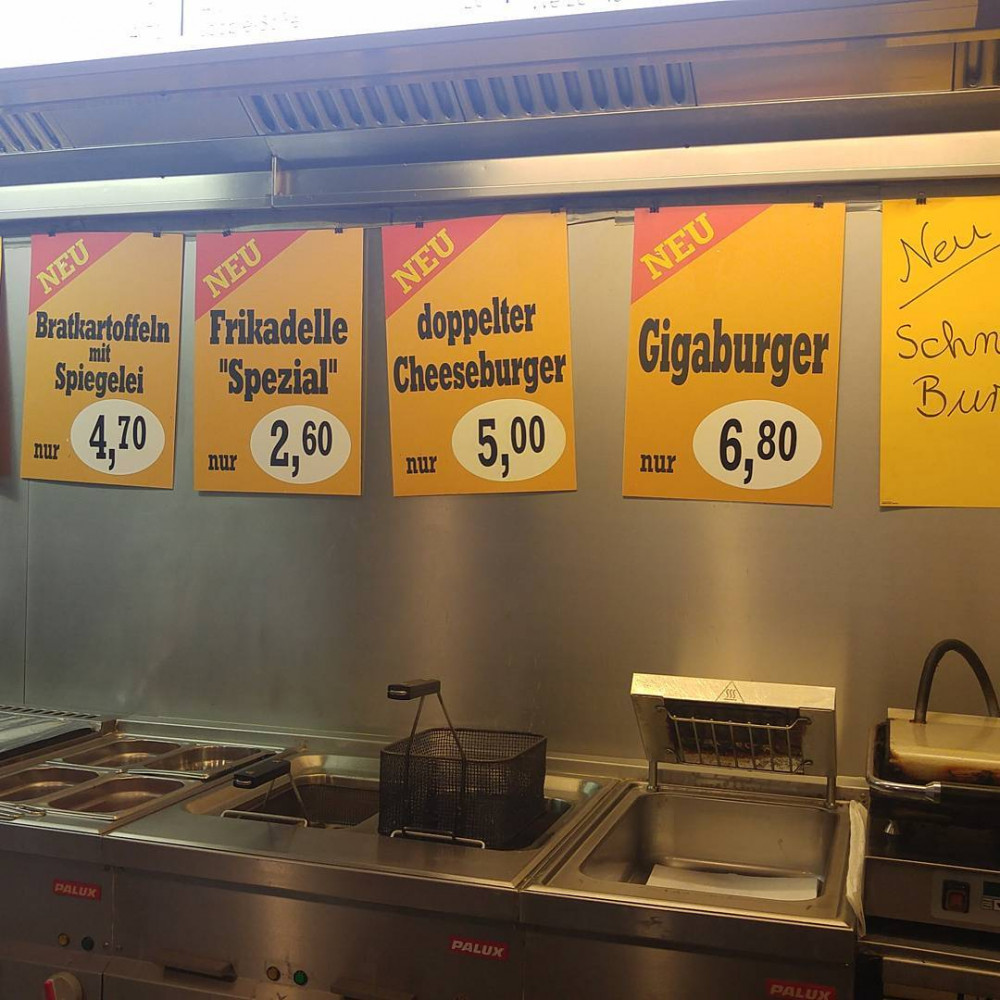 NEU
Bratkartoffeln
mit
Spiegelei
nur 4,70
NEU
Frikadelle
"Spezial"
nur 2,60
NEU
doppelter
Cheeseburger
nur 5,00
NEU
Gigaburger
nur 6,80
Neu
PALUX
PALUX
PALUX